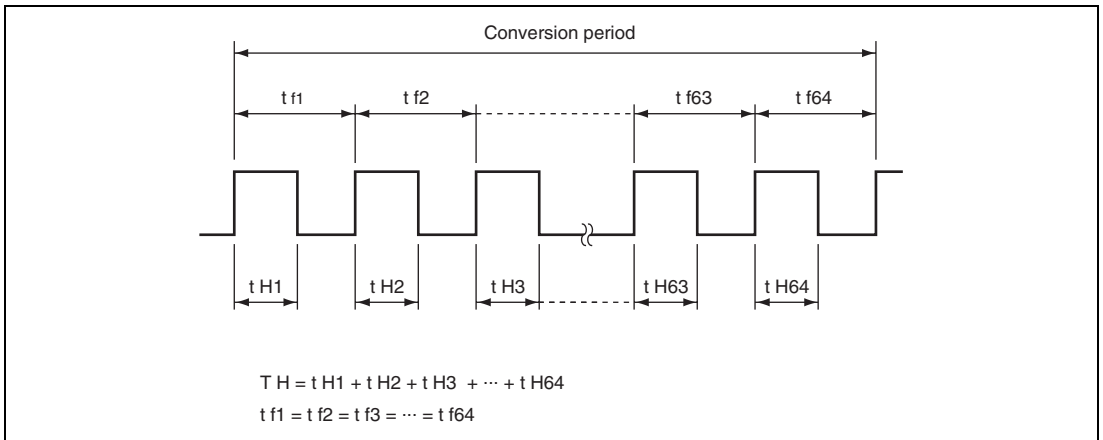 Conversion period
t f1 t f2 t f63 t f64
t H1 t H2 t H3 t H63 t H64
T H = t H1 + t H2 + t H3 + ··· + t H64
t f1 = t f2 = t f3 = ··· = t f64